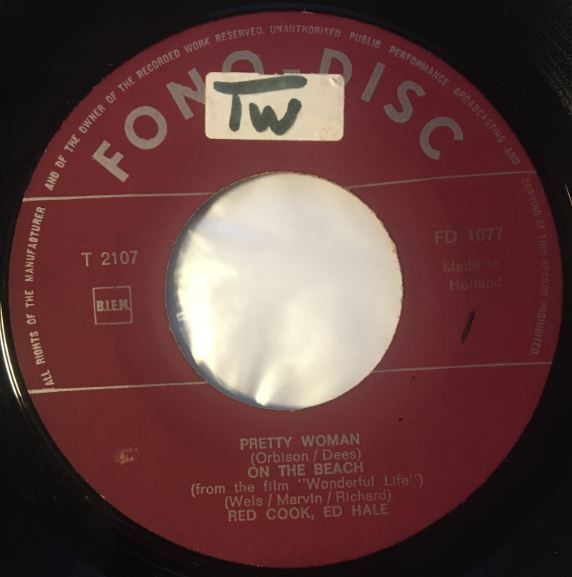 ALL RIGHTS OF THE MANUFACTURER AND OF THE OWNER OF THE RECORDED WORK RESERVED. UNAUTHORISED PUBLIC PERFORMANCE BROADCASTING AND COPYING OF THIS RECORD PROHIBITED.
FONO-DISC
TW
T 2107
FD 1077
Made in
Holland
B.I.E.M.
PRETTY WOMAN
(Orbison / Dees)
ON THE BEACH
(from the film "Wonderful Life")
(Wels / Marvin / Richard)
RED COOK, ED HALE